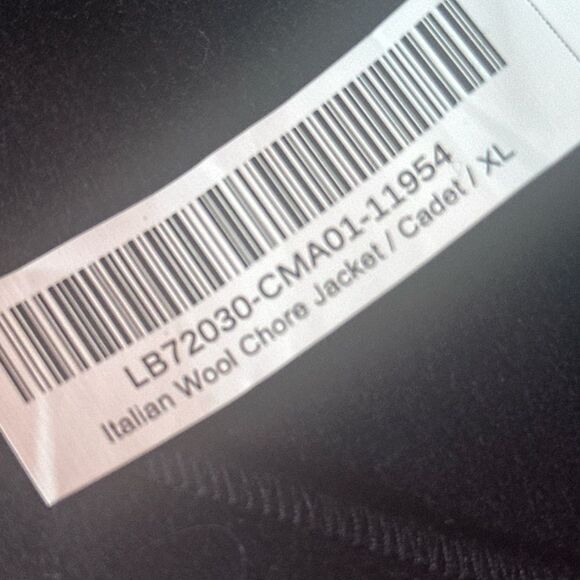 LB72030-CMA01-11954
Italian Wool Chore Jacket / Cadet / XL